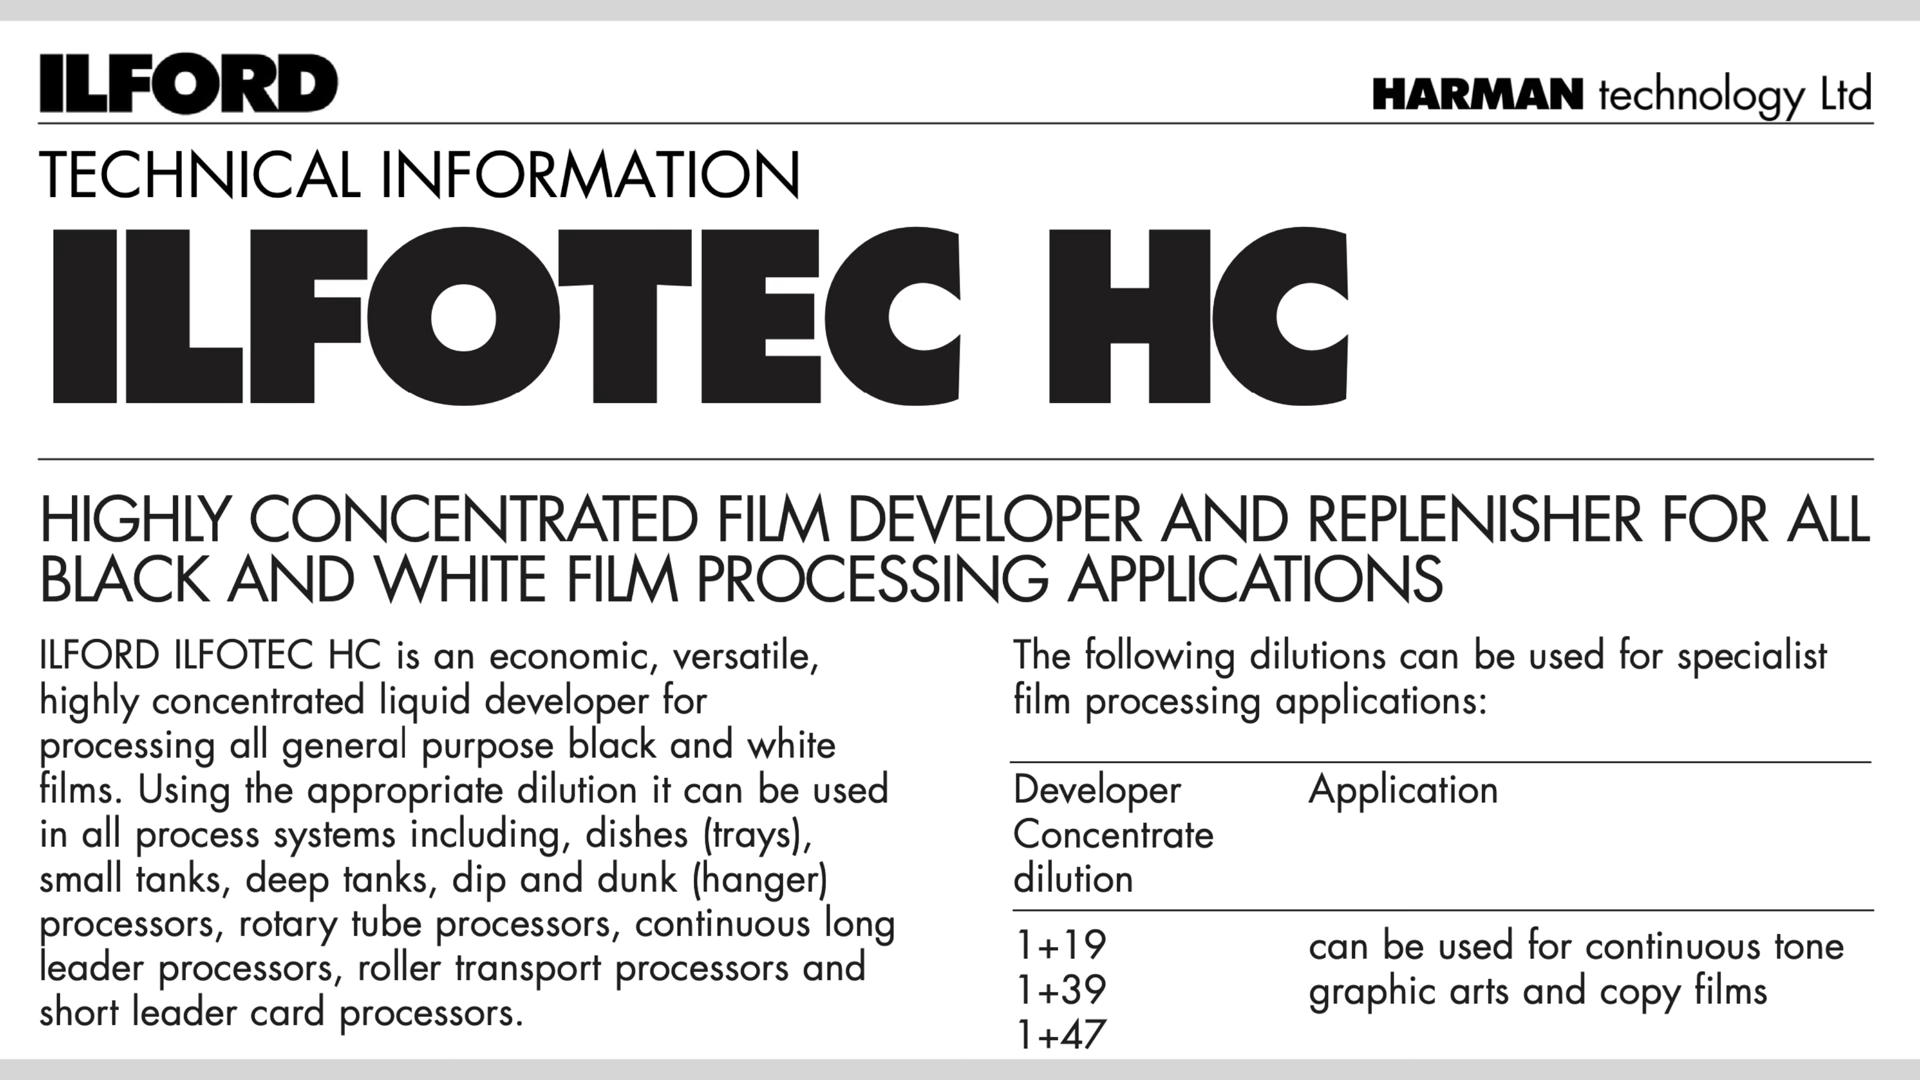 ILFORD
HARMAN technology Ltd
TECHNICAL INFORMATION
ILFOTEC HC
HIGHLY CONCENTRATED FILM DEVELOPER AND REPLENISHER FOR ALL
BLACK AND WHITE FILM PROCESSING APPLICATIONS
ILFORD ILFOTEC HC is an economic, versatile,
highly concentrated liquid developer for
processing all general purpose black and white
films. Using the appropriate dilution it can be used
in all process systems including, dishes (trays),
small tanks, deep tanks, dip and dunk (hanger)
processors, rotary tube processors, continuous long
leader processors, roller transport processors and
short leader card processors.
The following dilutions can be used for specialist
film processing applications:
Developer Application
Concentrate
dilution
1+19 can be used for continuous tone
1+39 graphic arts and copy films
1+47